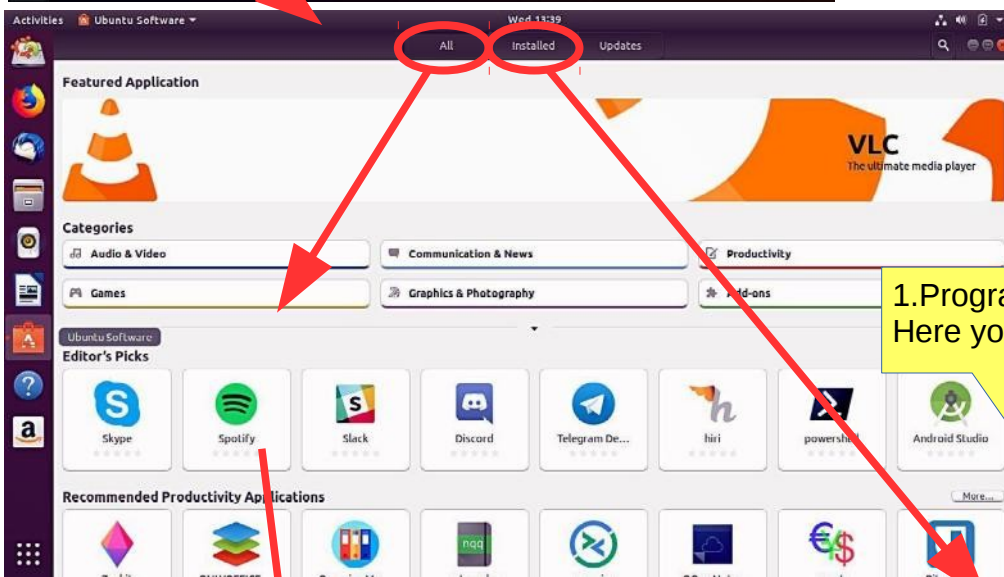 Activities Ubuntu Software Wed 13:39
All Installed Updates
Featured Application
VLC
The ultimate media player
Categories
Audio & Video Communication & News Productivity
Games Graphics & Photography Add-ons
1.Progra
Here yo
Ubuntu Software
Editor's Picks
Skype Spotify Slack Discord Telegram De... hiri powershell Android Studio
Recommended Productivity Applications More...
nqq